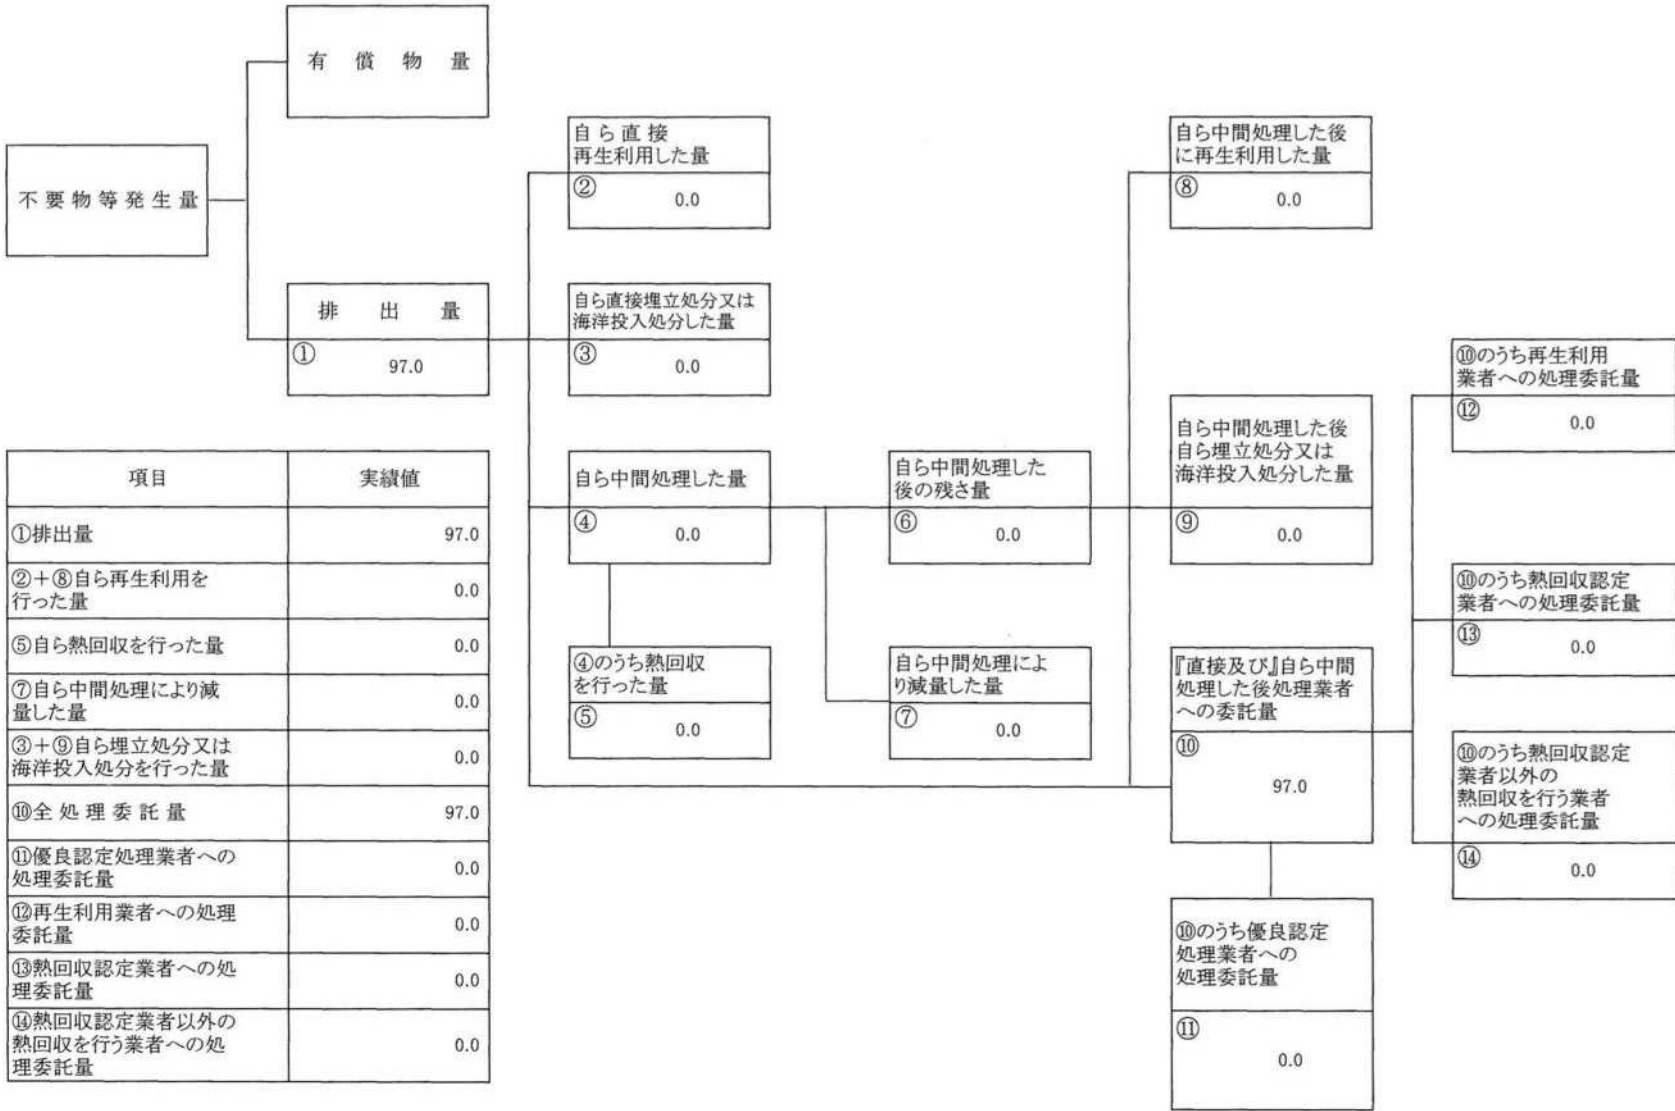 有償物量
不要物等発生量
排出量
①
97.0
自ら直接
再生利用した量
②
0.0
自ら直接埋立処分又は
海洋投入処分した量
③
0.0
自ら中間処理した量
④
0.0
④のうち熱回収
を行った量
⑤
0.0
自ら中間処理した
後の残さ量
⑥
0.0
自ら中間処理によ
り減量した量
⑦
0.0
自ら中間処理した後
に再生利用した量
⑧
0.0
自ら中間処理した後
自ら埋立処分又は
海洋投入処分した量
⑨
0.0
『直接及び』自ら中間
処理した後処理業者
への委託量
⑩
97.0
⑩のうち優良認定
処理業者への
処理委託量
⑪
0.0
⑩のうち再生利用
業者への処理委託量
⑫
0.0
⑩のうち熱回収認定
業者への処理委託量
⑬
0.0
⑩のうち熱回収認定
業者以外の
熱回収を行う業者
への処理委託量
⑭
0.0
項目 実績値
①排出量 97.0
②+⑧自ら再生利用を
行った量 0.0
⑤自ら熱回収を行った量 0.0
⑦自ら中間処理により減
量した量 0.0
③+⑨自ら埋立処分又は
海洋投入処分を行った量 0.0
⑩全処理委託量 97.0
⑪優良認定処理業者への
処理委託量 0.0
⑫再生利用業者への処理
委託量 0.0
⑬熱回収認定業者への処
理委託量 0.0
⑭熱回収認定業者以外の
熱回収を行う業者への処
理委託量 0.0